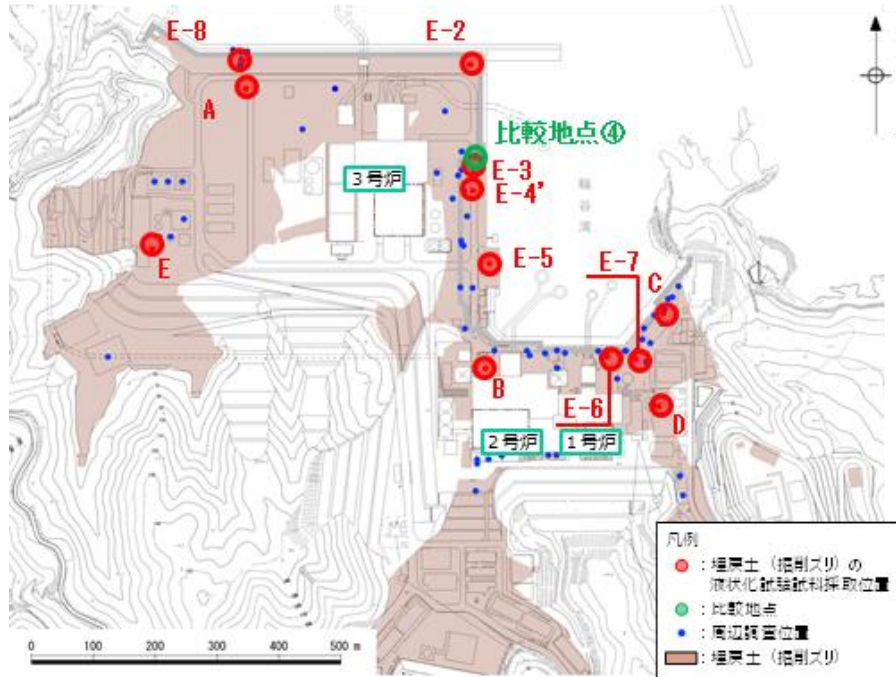 E-8
E-2
A
比較地点④
E-3
3号炉
E-4'
輪谷湾
E
E-5
E-7
C
B
E-6
D
2号炉
1号炉
凡例
:埋戻土(掘削ズリ)の
液状化試験試料採取位置
:比較地点
:周辺調査位置
:埋戻土(掘削ズリ)
0 100 200 300 400 500 m